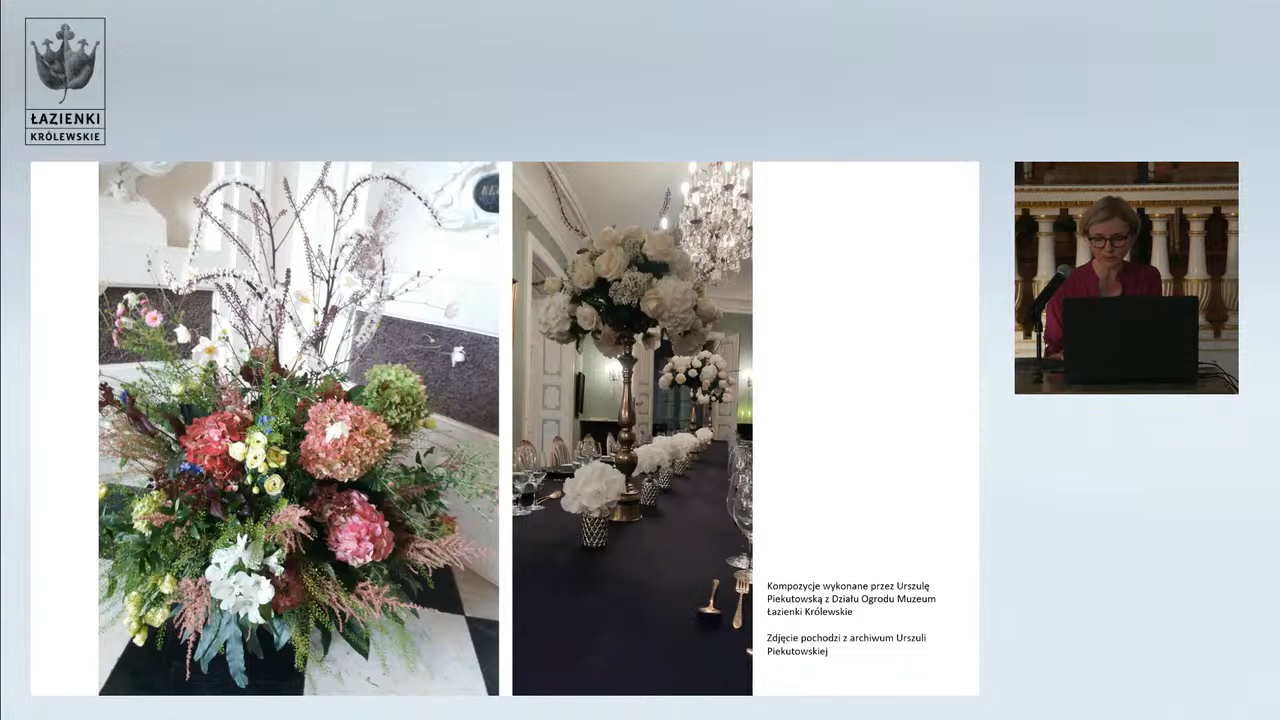 ŁAZIENKI
KRÓLEWSKIE
Kompozycje wykonane przez Urszulę
Piekutowską z Działu Ogrodu Muzeum
Łazienki Królewskie
Zdjęcie pochodzi z archiwum Urszuli
Piekutowskiej